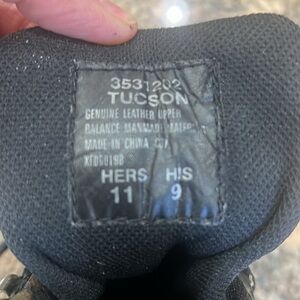 3531202
TUCSON
GENUINE LEATHER UPPER
BALANCE MANMADE
MADE IN CHINA
HERS HIS
11 9